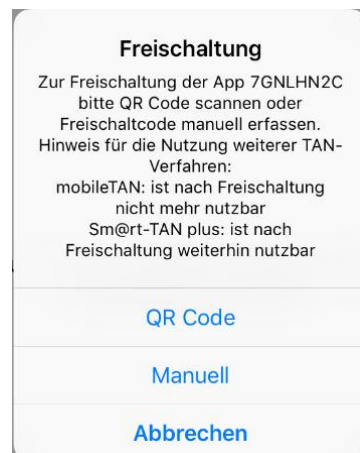 Freischaltung
Zur Freischaltung der App 7GNLHN2C
bitte QR Code scannen oder
Freischaltcode manuell erfassen.
Hinweis für die Nutzung weiterer TAN-
Verfahren:
mobileTAN: ist nach Freischaltung
nicht mehr nutzbar
Sm@rt-TAN plus: ist nach
Freischaltung weiterhin nutzbar
QR Code
Manuell
Abbrechen